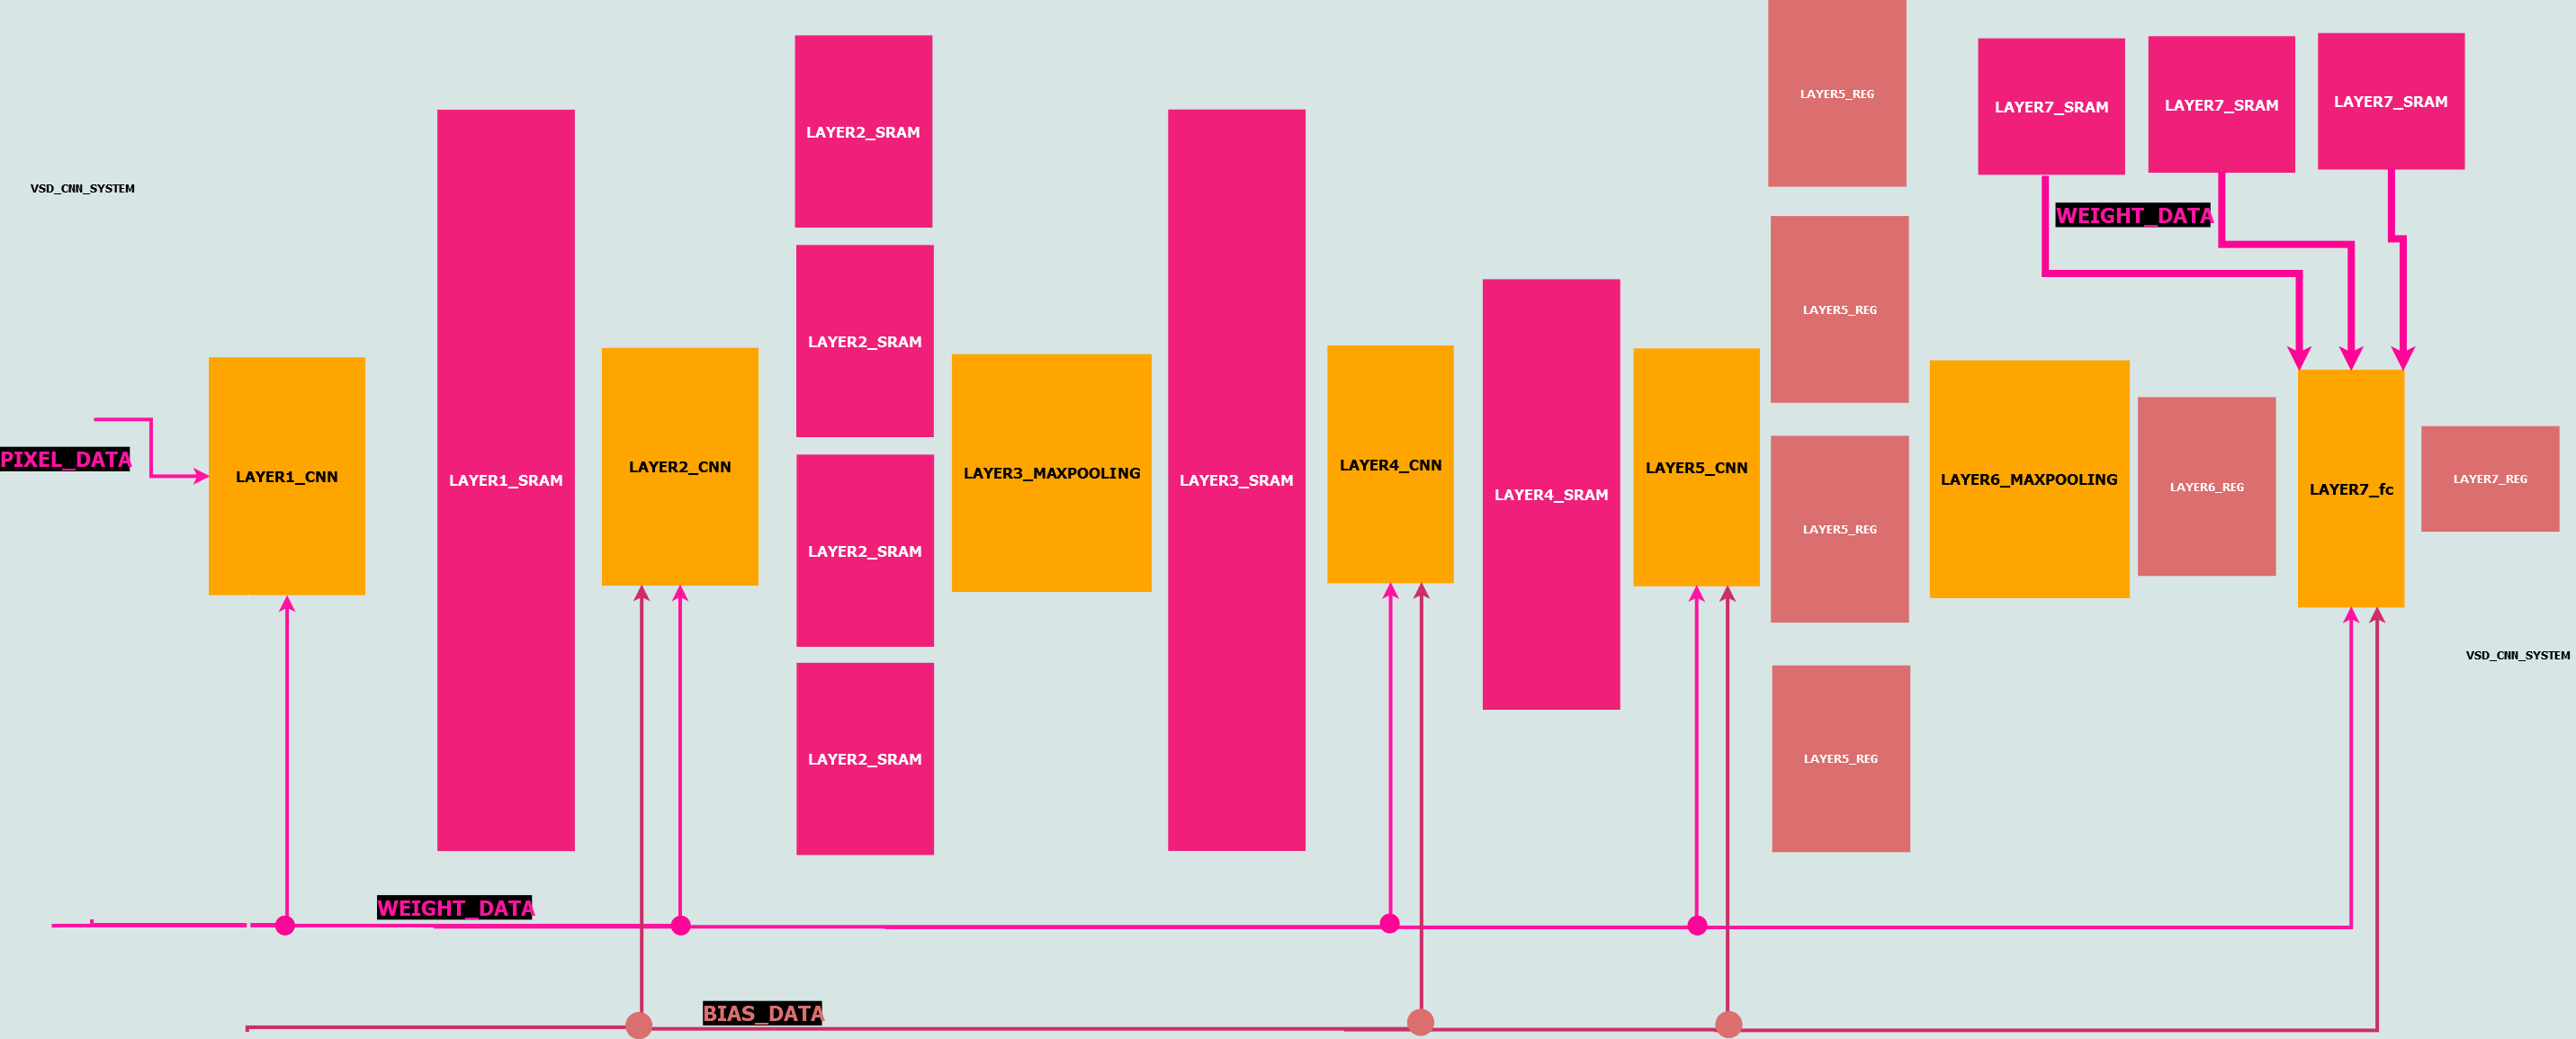 VSD_CNN_SYSTEM
PIXEL_DATA
LAYER1_CNN
LAYER1_SRAM
LAYER2_CNN
LAYER2_SRAM
LAYER2_SRAM
LAYER2_SRAM
LAYER2_SRAM
LAYER3_MAXPOOLING
LAYER3_SRAM
LAYER4_CNN
LAYER4_SRAM
LAYER5_CNN
LAYER5_REG
LAYER5_REG
LAYER5_REG
LAYER5_REG
LAYER6_MAXPOOLING
LAYER6_REG
LAYER7_SRAM
LAYER7_SRAM
LAYER7_SRAM
WEIGHT_DATA
LAYER7_fc
LAYER7_REG
VSD_CNN_SYSTEM
WEIGHT_DATA
BIAS_DATA